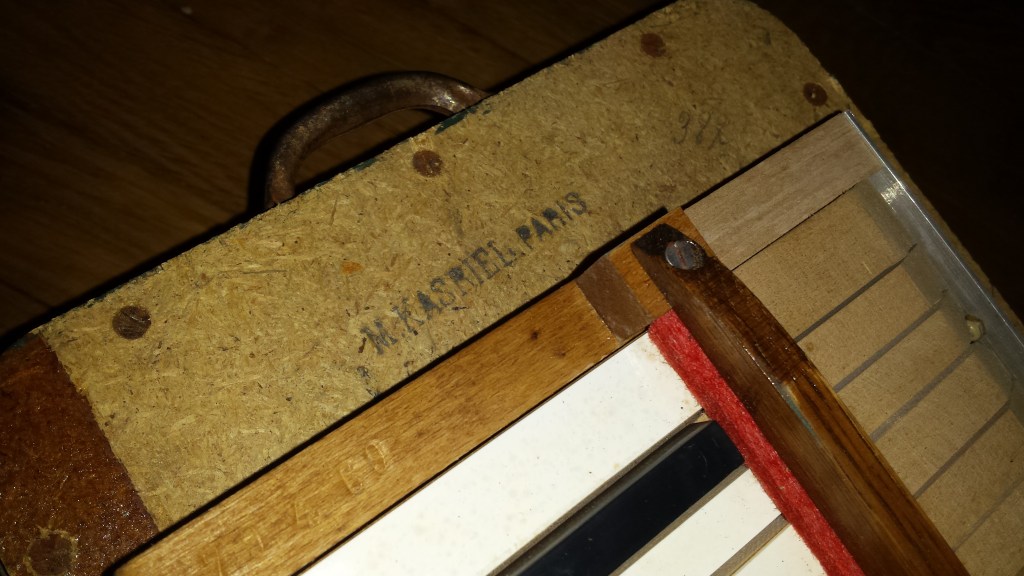 M. KASRIEL. PARIS